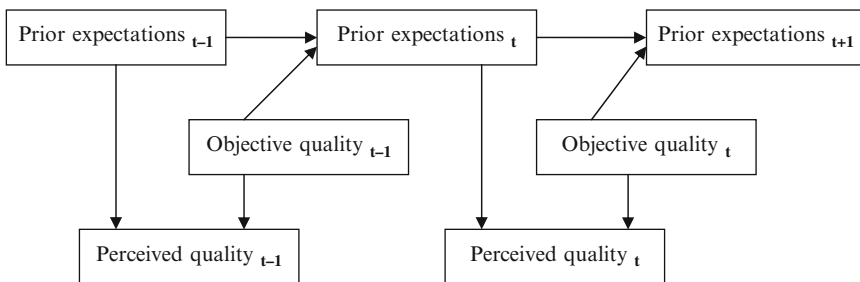 Prior expectations t–1
Prior expectations t
Prior expectations t+1
Objective quality t–1
Objective quality t
Perceived quality t–1
Perceived quality t